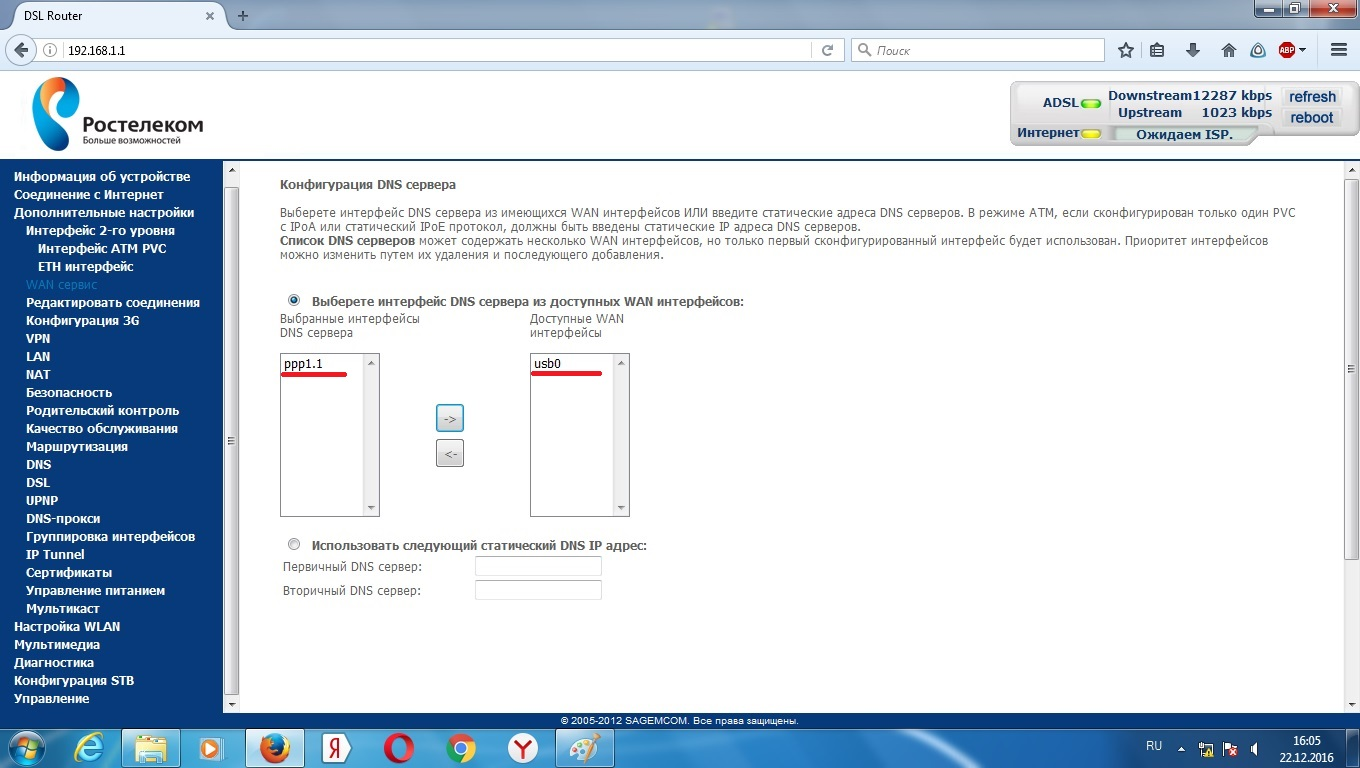 DSL Router
192.168.1.1
Поиск
ABP
Ростелеком
Больше возможностей
ADSL
Downstream12287 kbps
Upstream 1023 kbps
refresh
reboot
Интернет
Ожидаем ISP.
Информация об устройстве
Соединение с Интернет
Дополнительные настройки
Интерфейс 2-го уровня
Интерфейс ATM PVC
ETH интерфейс
WAN сервис
Редактировать соединения
Конфигурация 3G
VPN
LAN
NAT
Безопасность
Родительский контроль
Качество обслуживания
Маршрутизация
DNS
DSL
UPNP
DNS-прокси
Группировка интерфейсов
IP Tunnel
Сертификаты
Управление питанием
Мультикаст
Настройка WLAN
Мультимедиа
Диагностика
Конфигурация STB
Управление
Конфигурация DNS сервера
Выберете интерфейс DNS сервера из имеющихся WAN интерфейсов ИЛИ введите статические адреса DNS серверов. В режиме ATM, если сконфигурирован только один PVC
с IPoA или статический IPoE протокол, должны быть введены статические IP адреса DNS серверов.
Список DNS серверов может содержать несколько WAN интерфейсов, но только первый сконфигурированный интерфейс будет использован. Приоритет интерфейсов
можно изменить путем их удаления и последующего добавления.
Выберете интерфейс DNS сервера из доступных WAN интерфейсов:
Выбранные интерфейсы
DNS сервера
Доступные WAN
интерфейсы
ppp1.1
usb0
->
<-
Использовать следующий статический DNS IP адрес:
Первичный DNS сервер:
Вторичный DNS сервер:
© 2005-2012 SAGEMCOM. Все права защищены.
RU
16:05
22.12.2016